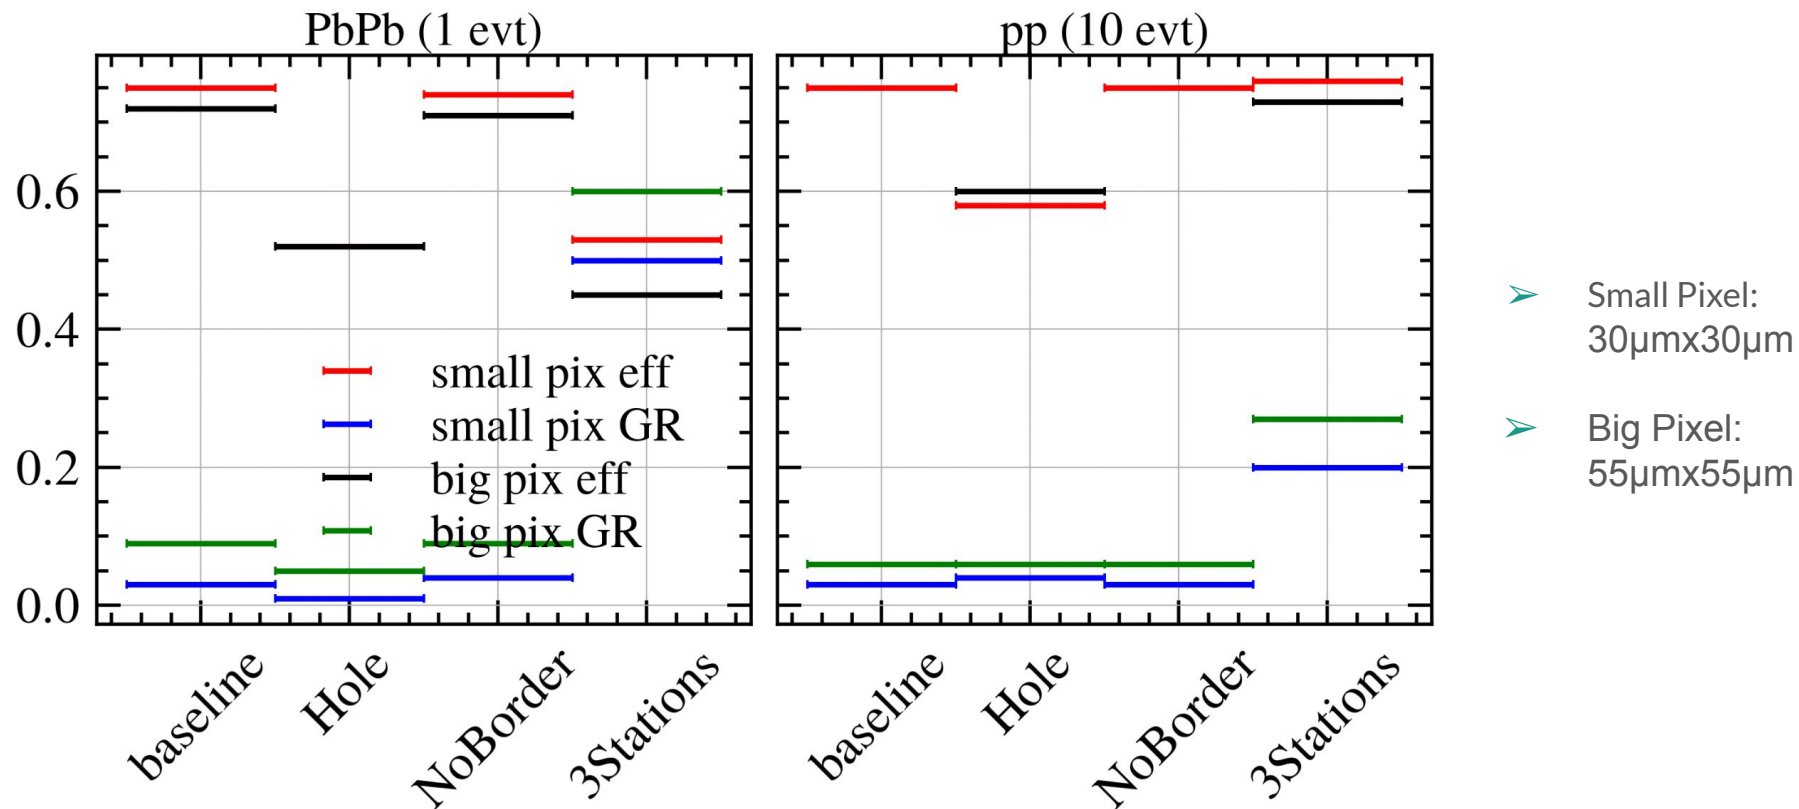 PbPb (1 evt)
pp (10 evt)
0.6
0.4
0.2
0.0
small pix eff
small pix GR
big pix eff
big pix GR
baseline
Hole
NoBorder
3Stations
baseline
Hole
NoBorder
3Stations
➢ Small Pixel:
30μmx30μm
➢ Big Pixel:
55μmx55μm